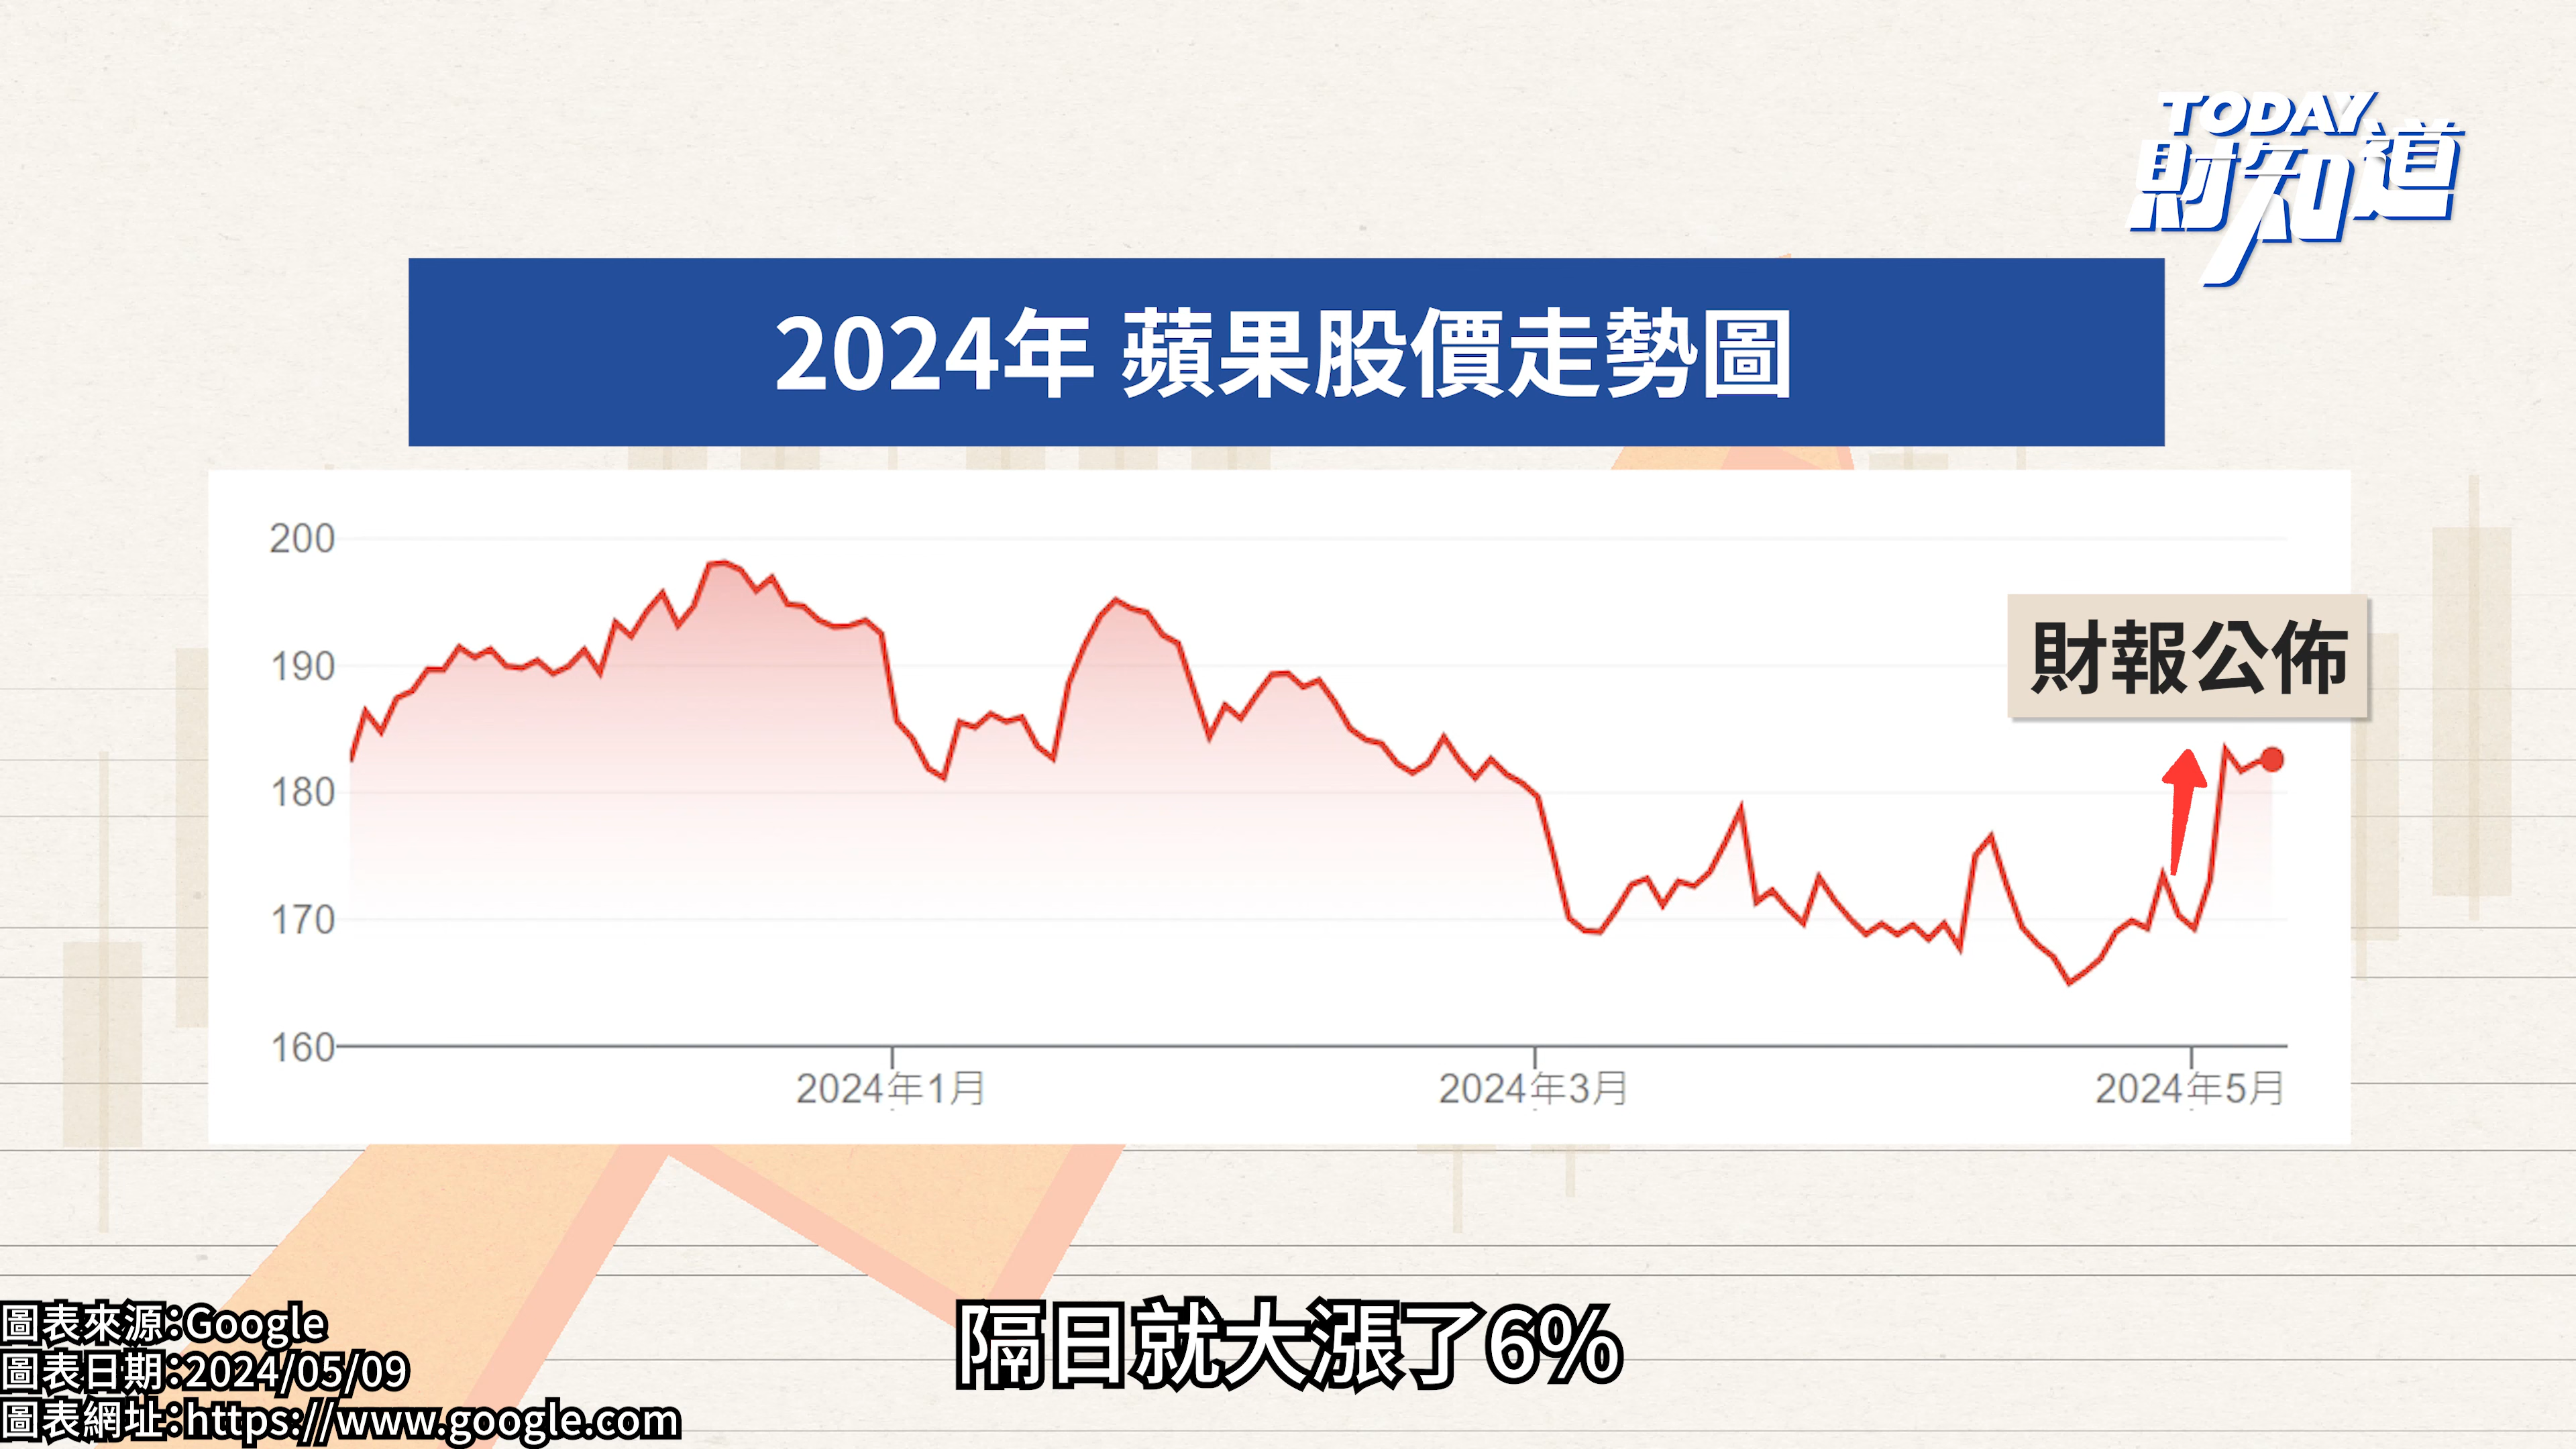 TODAY
財知道
2024年 蘋果股價走勢圖
200
190
財報公佈
180
170
160
2024年1月
2024年3月
2024年5月
隔日就大漲了6%
圖表來源:Google
圖表日期:2024/05/09
圖表網址:https://www.google.com